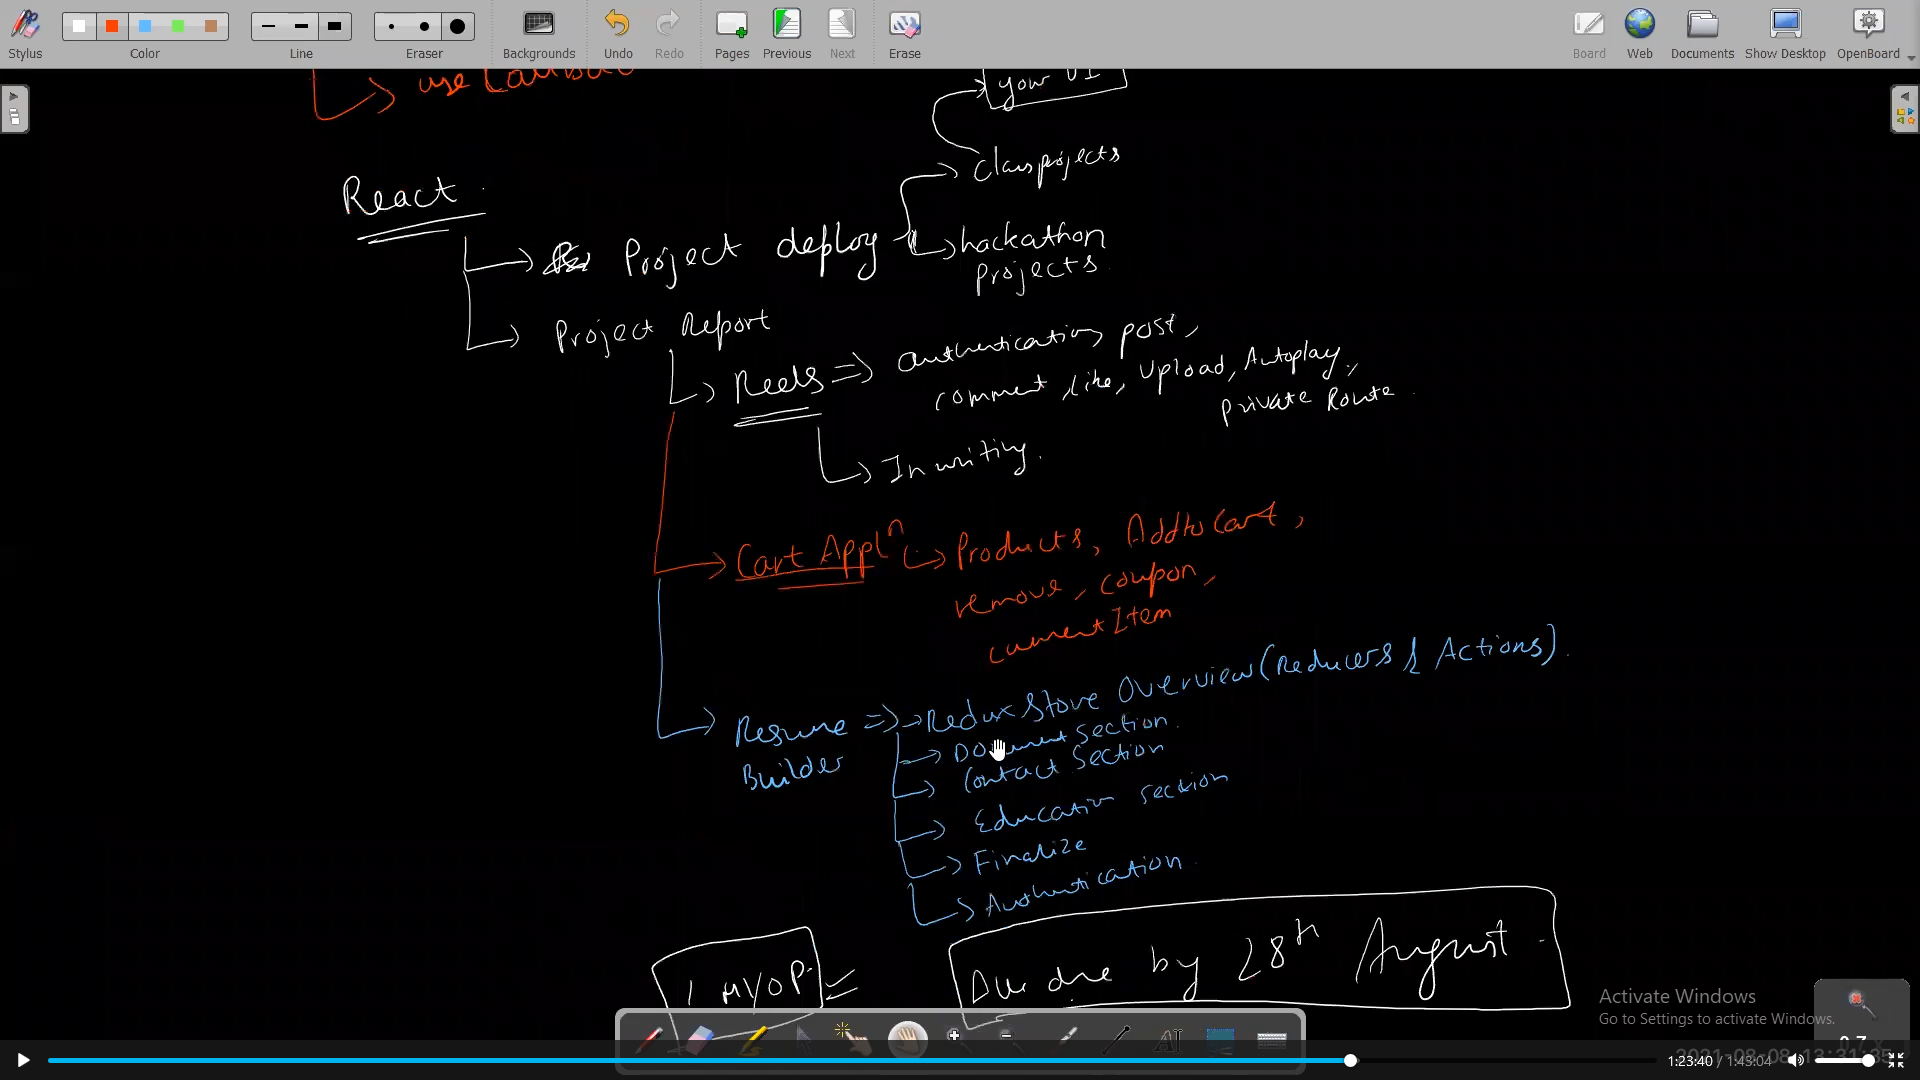 Stylus Color Line Eraser Backgrounds Undo Redo Pages Previous Next Erase Board Web Documents Show Desktop OpenBoard
use
your UI
React
Class projects
Project deploy
hackathon
projects
Project Report
Reels => authentication, post,
comment, like, Upload, Autoplay,
private Route
In writing.
Cart Appln Products, Add to Cart,
remove, coupon,
current Item
Resume => Redux Store Overview (Reducers & Actions).
Builder
Document Section.
Contact Section
Education section
Finalize
Authentication.
1 MYOP
due by 28th August
Activate Windows
Go to Settings to activate Windows.
2021-08-08 13:31:35
1:23:40 / 1:43:04